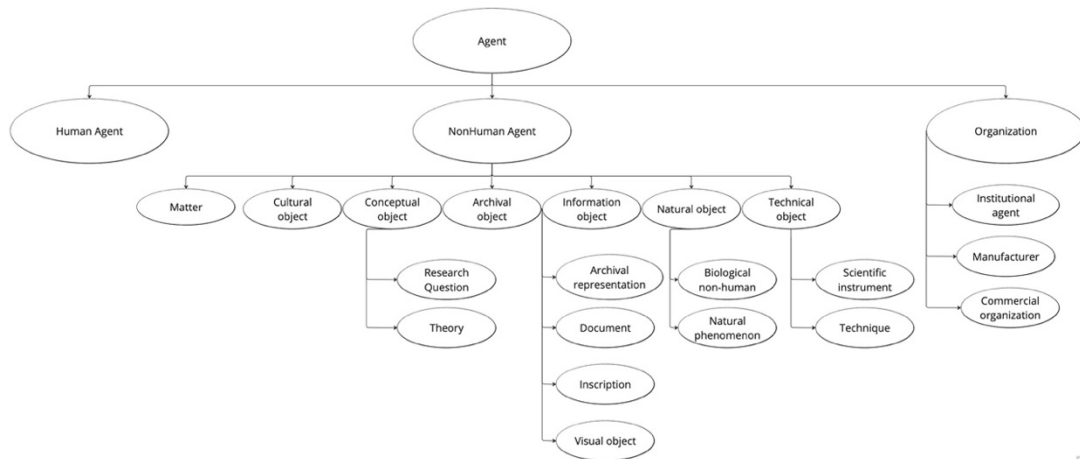 Agent
Human Agent
NonHuman Agent
Organization
Matter
Cultural
object
Conceptual
object
Archival
object
Information
object
Natural object
Technical
object
Institutional
agent
Manufacturer
Commercial
organization
Research
Question
Theory
Archival
representation
Document
Inscription
Visual object
Biological
non-human
Natural
phenomenon
Scientific
instrument
Technique